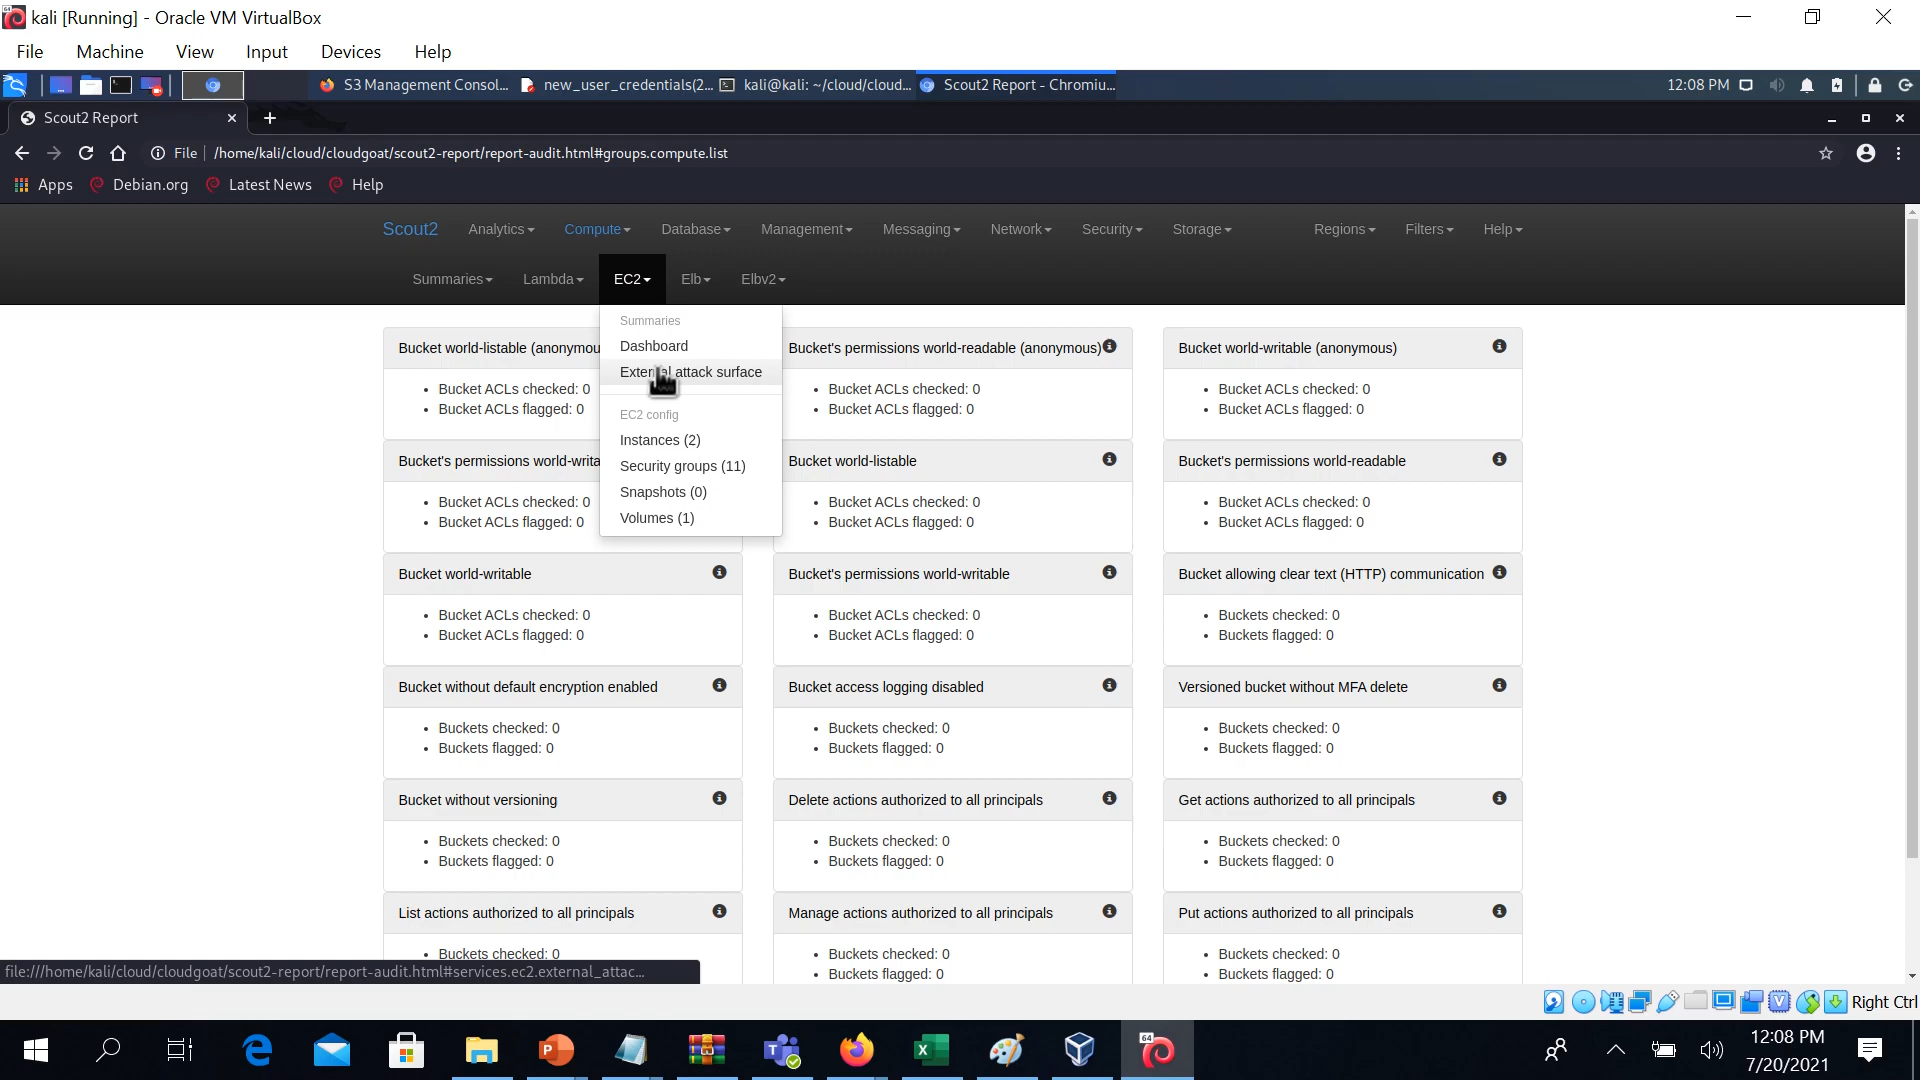 kali [Running] - Oracle VM VirtualBox
File Machine View Input Devices Help
S3 Management Consol... new_user_credentials(2... kali@kali: ~/cloud/cloud... Scout2 Report - Chromiu... 12:08 PM
Scout2 Report
File /home/kali/cloud/cloudgoat/scout2-report/report-audit.html#groups.compute.list
Apps Debian.org Latest News Help
Scout2 Analytics Compute Database Management Messaging Network Security Storage Regions Filters Help
Summaries Lambda EC2 Elb Elbv2
Summaries
Dashboard
External attack surface
EC2 config
Instances (2)
Security groups (11)
Snapshots (0)
Volumes (1)
Bucket world-listable (anonymou
Bucket ACLs checked: 0
Bucket ACLs flagged: 0
Bucket's permissions world-readable (anonymous)
Bucket ACLs checked: 0
Bucket ACLs flagged: 0
Bucket world-writable (anonymous)
Bucket ACLs checked: 0
Bucket ACLs flagged: 0
Bucket's permissions world-writa
Bucket ACLs checked: 0
Bucket ACLs flagged: 0
Bucket world-listable
Bucket ACLs checked: 0
Bucket ACLs flagged: 0
Bucket's permissions world-readable
Bucket ACLs checked: 0
Bucket ACLs flagged: 0
Bucket world-writable
Bucket ACLs checked: 0
Bucket ACLs flagged: 0
Bucket's permissions world-writable
Bucket ACLs checked: 0
Bucket ACLs flagged: 0
Bucket allowing clear text (HTTP) communication
Buckets checked: 0
Buckets flagged: 0
Bucket without default encryption enabled
Buckets checked: 0
Buckets flagged: 0
Bucket access logging disabled
Buckets checked: 0
Buckets flagged: 0
Versioned bucket without MFA delete
Buckets checked: 0
Buckets flagged: 0
Bucket without versioning
Buckets checked: 0
Buckets flagged: 0
Delete actions authorized to all principals
Buckets checked: 0
Buckets flagged: 0
Get actions authorized to all principals
Buckets checked: 0
Buckets flagged: 0
List actions authorized to all principals
Buckets checked: 0
Manage actions authorized to all principals
Buckets checked: 0
Buckets flagged: 0
Put actions authorized to all principals
Buckets checked: 0
Buckets flagged: 0
file:///home/kali/cloud/cloudgoat/scout2-report/report-audit.html#services.ec2.external_attac...
Right Ctrl
64
12:08 PM
7/20/2021